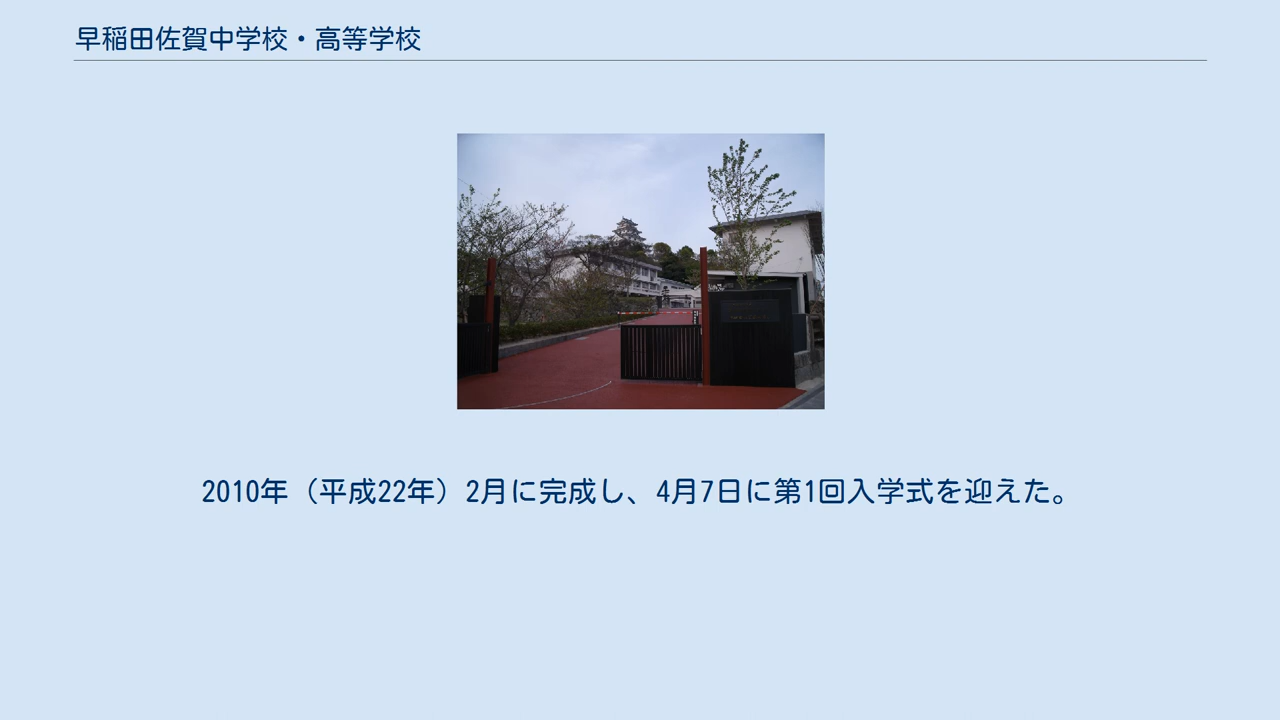 早稲田佐賀中学校・高等学校
2010年（平成22年）2月に完成し、4月7日に第1回入学式を迎えた。